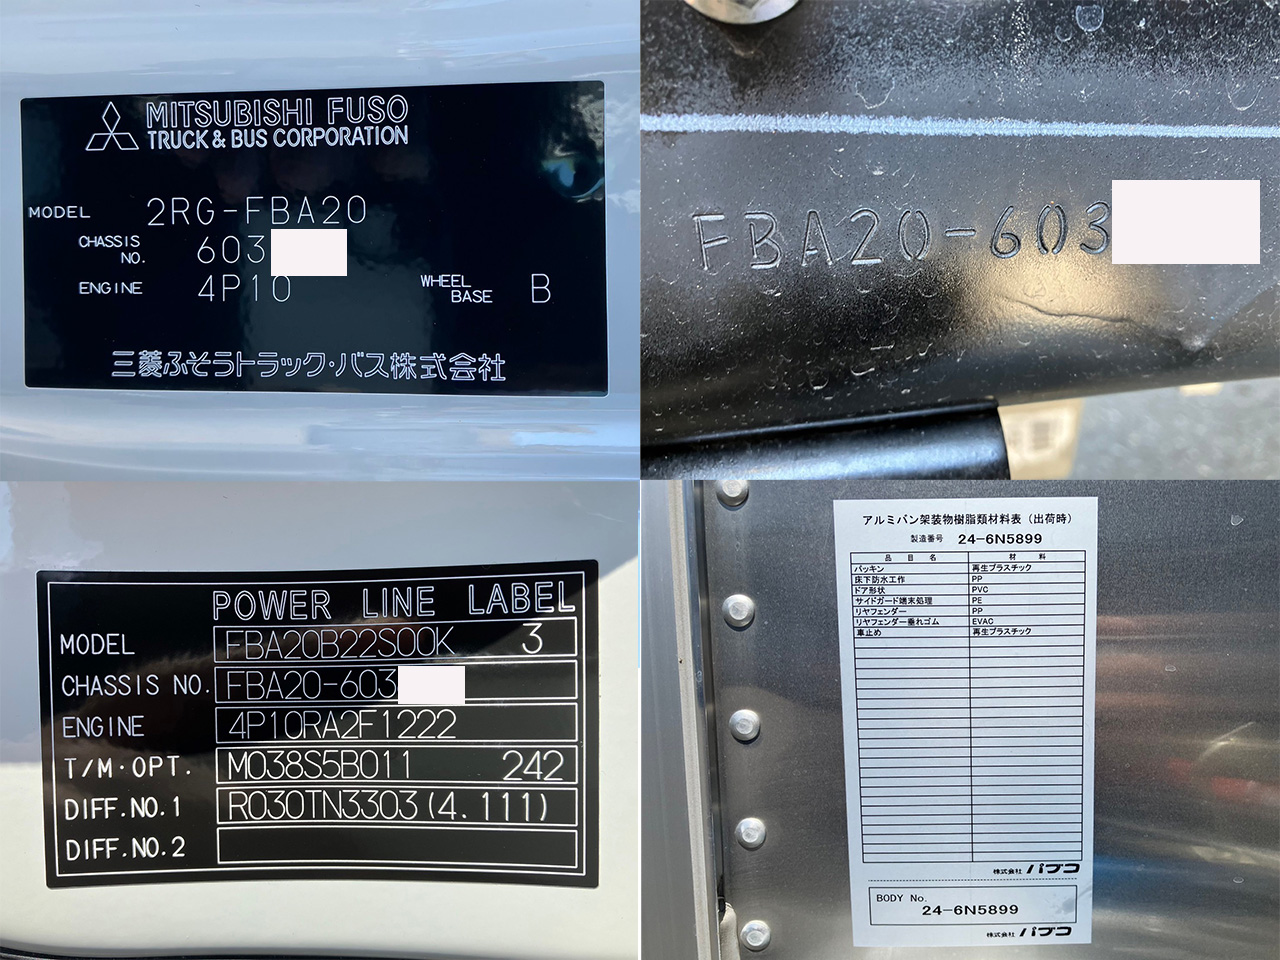 MITSUBISHI FUSO
TRUCK & BUS CORPORATION
MODEL 2RG-FBA20
CHASSIS NO. 603
ENGINE 4P10 WHEEL BASE B
三菱ふそうトラック・バス株式会社
FBA20-603
POWER LINE LABEL
MODEL FBA20B22S00K 3
CHASSIS NO. FBA20-603
ENGINE 4P10RA2F1222
T/M・OPT. M038S5B011 242
DIFF.NO.1 R030TN3303(4.111)
DIFF.NO.2
アルミバン架装物樹脂類材料表（出荷時）
製造番号 24-6N5899
品目名 材料
パッキン 再生プラスチック
床下防水工作 PP
ドア形状 PVC
サイドガード端末処理 PE
リヤフェンダー PP
リヤフェンダー垂れゴム EVAC
車止め 再生プラスチック
株式会社パブコ
BODY No.
24-6N5899
株式会社パブコ